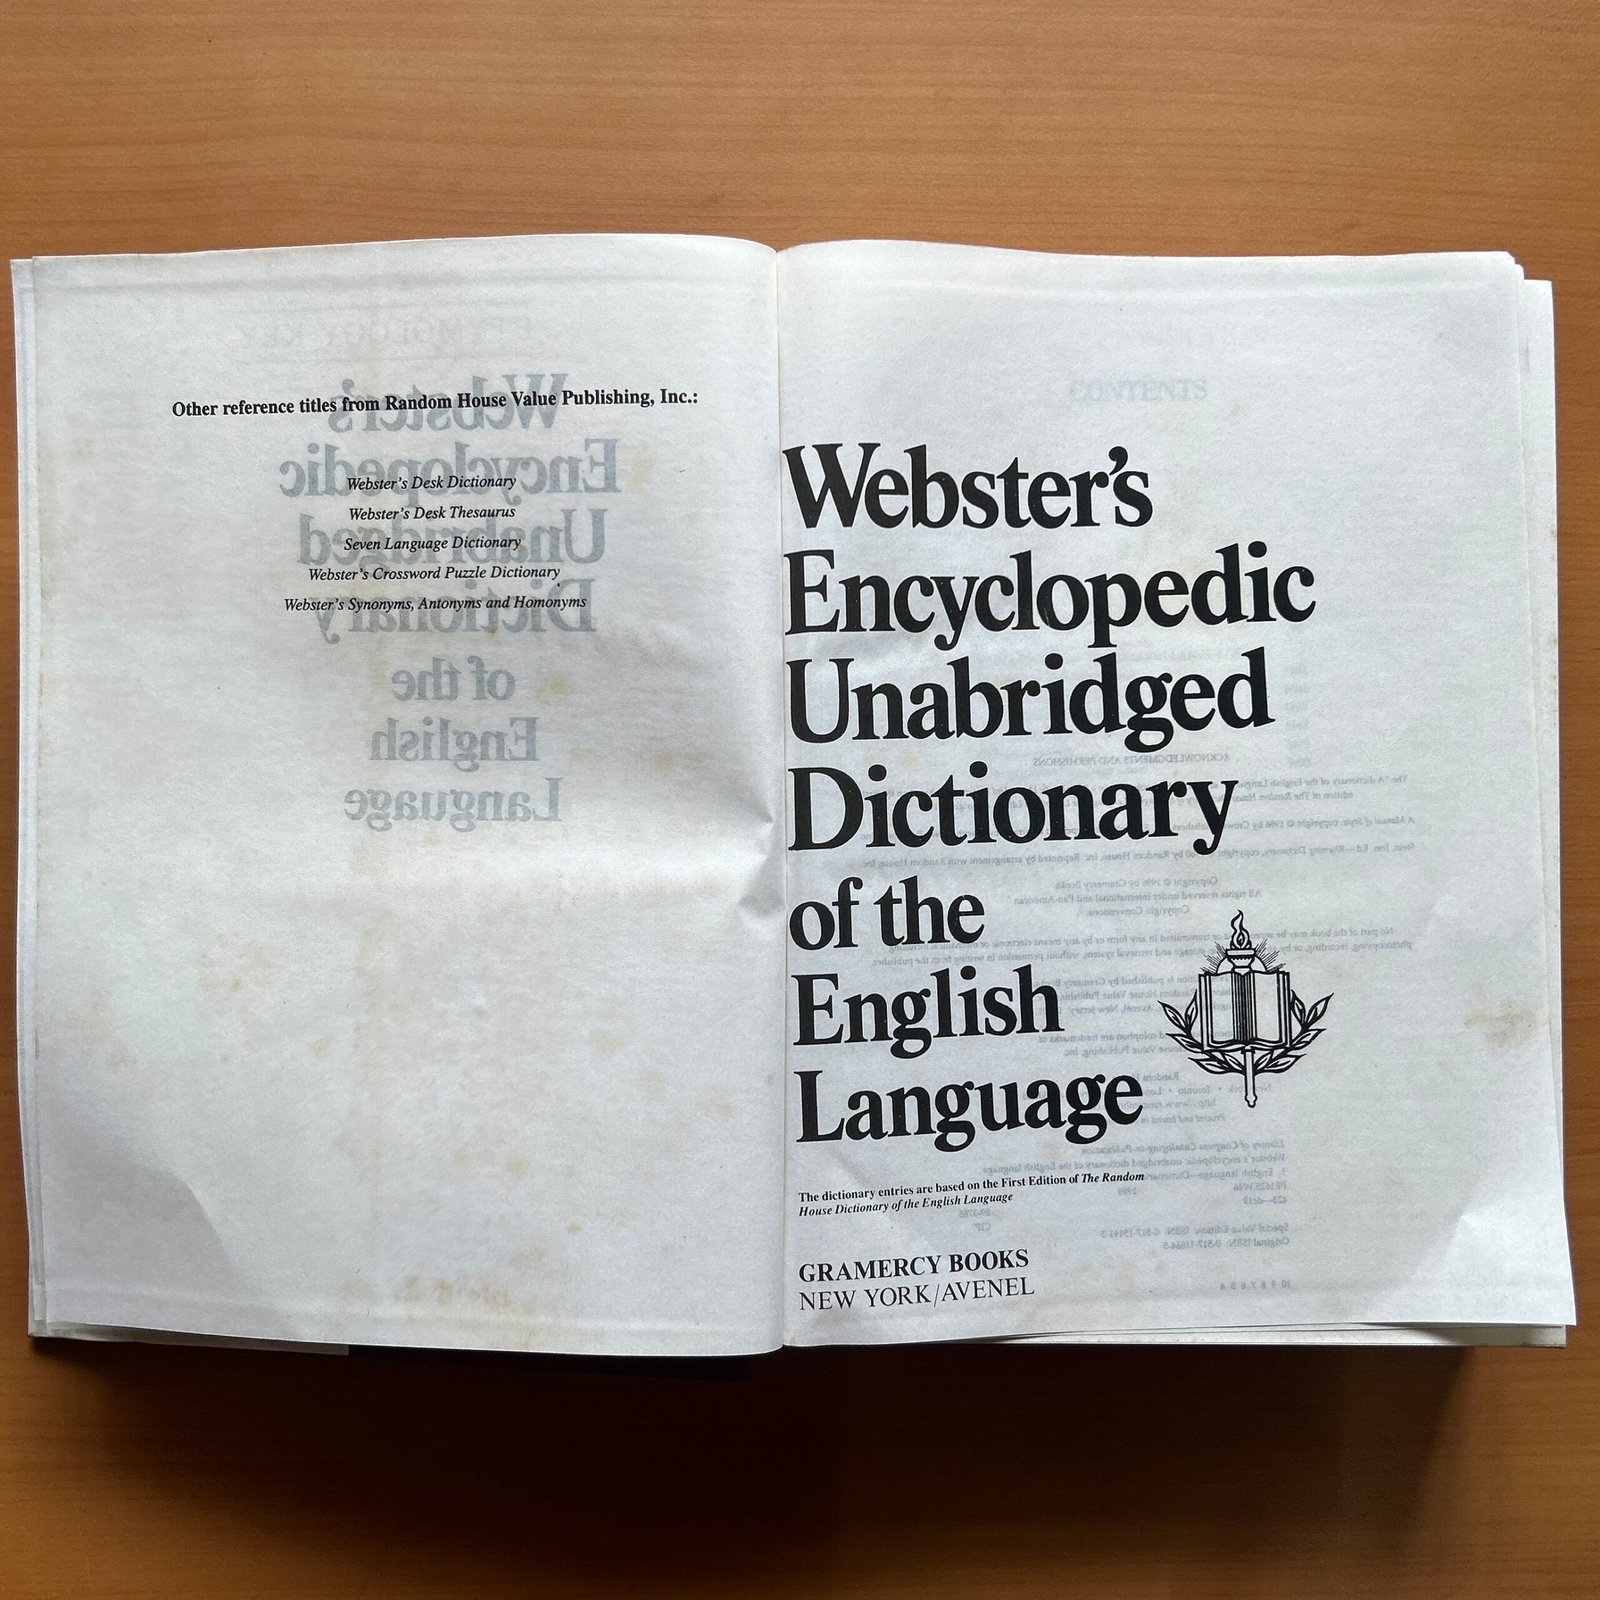 Other reference titles from Random House Value Publishing, Inc.:
Webster's Desk Dictionary
Webster's Desk Thesaurus
Seven Language Dictionary
Webster's Crossword Puzzle Dictionary
Webster's Synonyms, Antonyms and Homonyms
Webster's
Encyclopedic
Unabridged
Dictionary
of the
English
Language
The dictionary entries are based on the First Edition of The Random
House Dictionary of the English Language
GRAMERCY BOOKS
NEW YORK/AVENEL